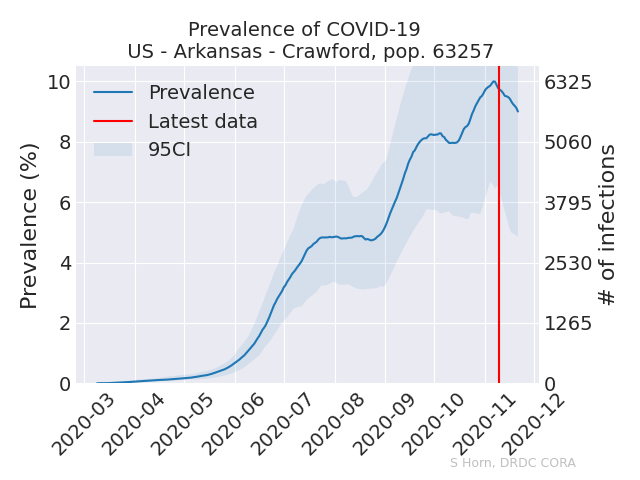 Prevalence of COVID-19
US - Arkansas - Crawford, pop. 63257
Prevalence
Latest data
95CI
Prevalence (%)
10
8
6
4
2
0
6325
5060
3795
2530
1265
0
# of infections
2020-03
2020-04
2020-05
2020-06
2020-07
2020-08
2020-09
2020-10
2020-11
2020-12
S Horn, DRDC CORA